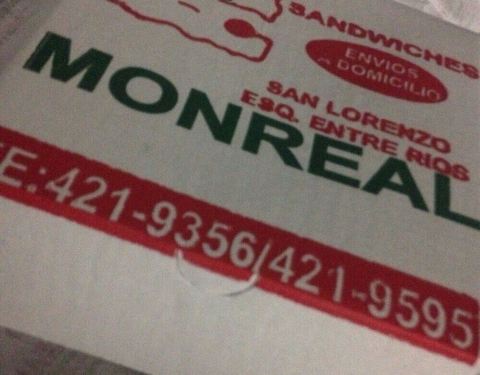 SANDWICHES
ENVIOS
A DOMICILIO
SAN LORENZO
ESQ. ENTRE RIOS
MONREAL
E:421-9356/421-9595